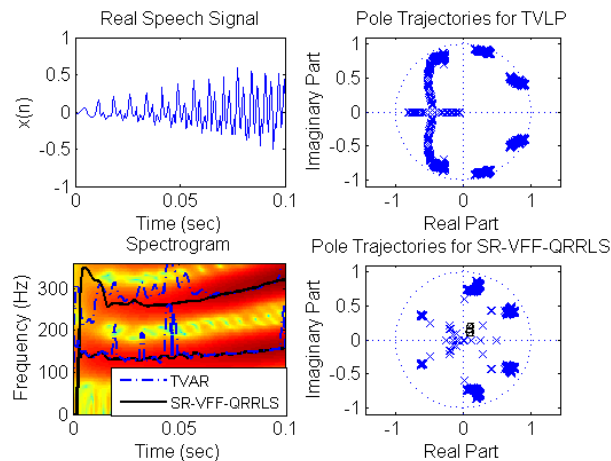 Real Speech Signal
1
0.5
0
-0.5
-1
x(n)
0
0.05
0.1
Time (sec)
Pole Trajectories for TVLP
1
0.5
0
-0.5
-1
Imaginary Part
-1
0
1
Real Part
Spectrogram
300
200
100
0
Frequency (Hz)
TVAR
SR-VFF-QRRLS
0
0.05
0.1
Time (sec)
Pole Trajectories for SR-VFF-QRRLS
1
0.5
0
-0.5
-1
Imaginary Part
-1
0
1
Real Part